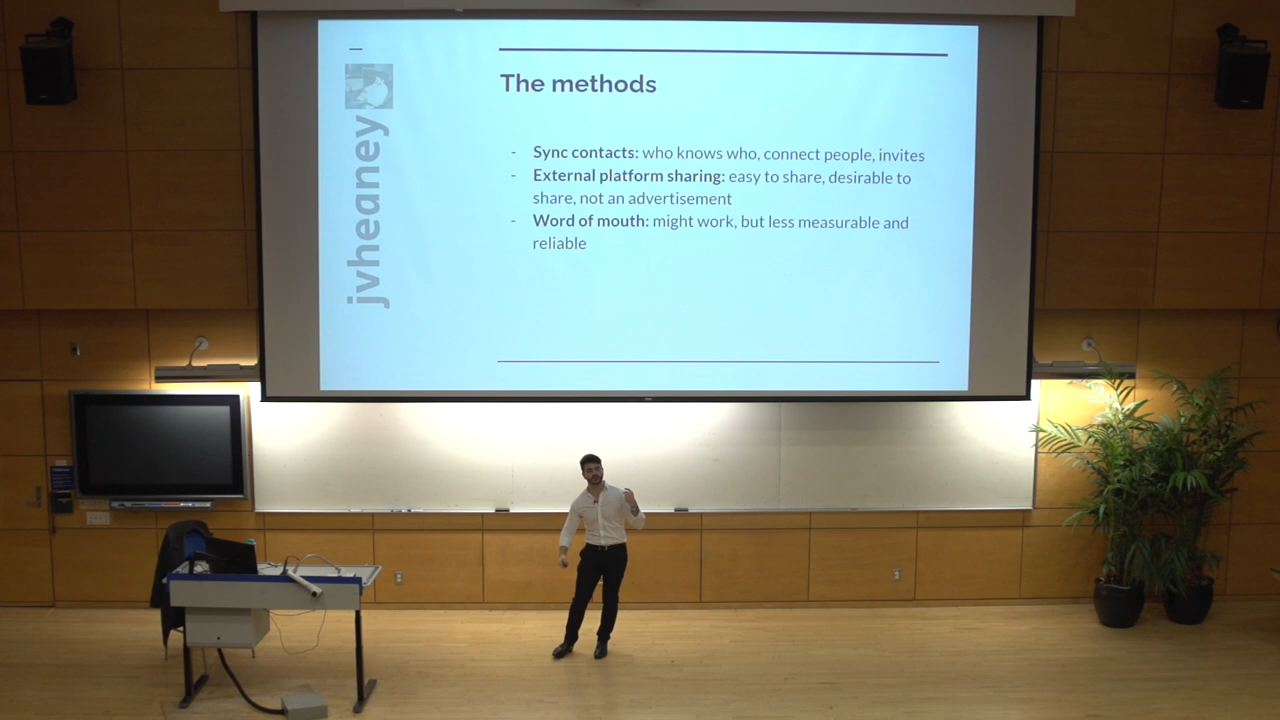 The methods
- Sync contacts: who knows who, connect people, invites
- External platform sharing: easy to share, desirable to
share, not an advertisement
- Word of mouth: might work, but less measurable and
reliable
jvheaney